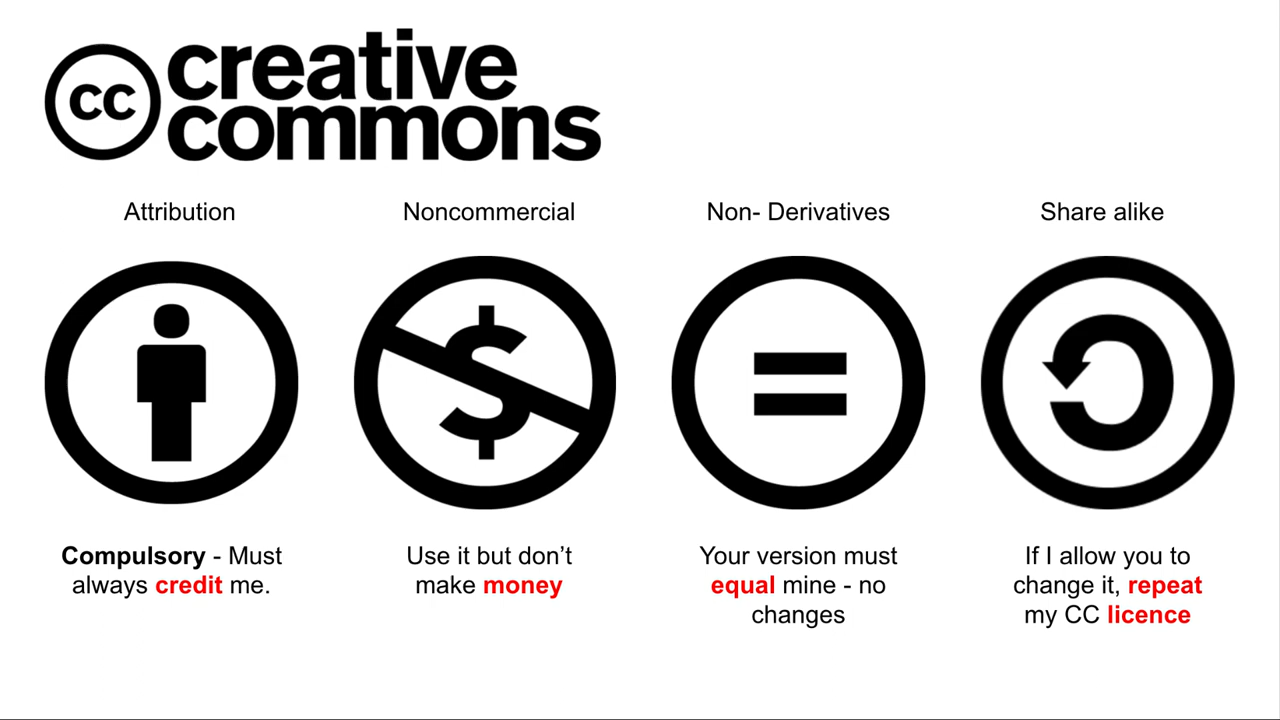 cc creative
commons
Attribution
Noncommercial
Non- Derivatives
Share alike
Compulsory - Must
always credit me.
Use it but don’t
make money
Your version must
equal mine - no
changes
If I allow you to
change it, repeat
my CC licence